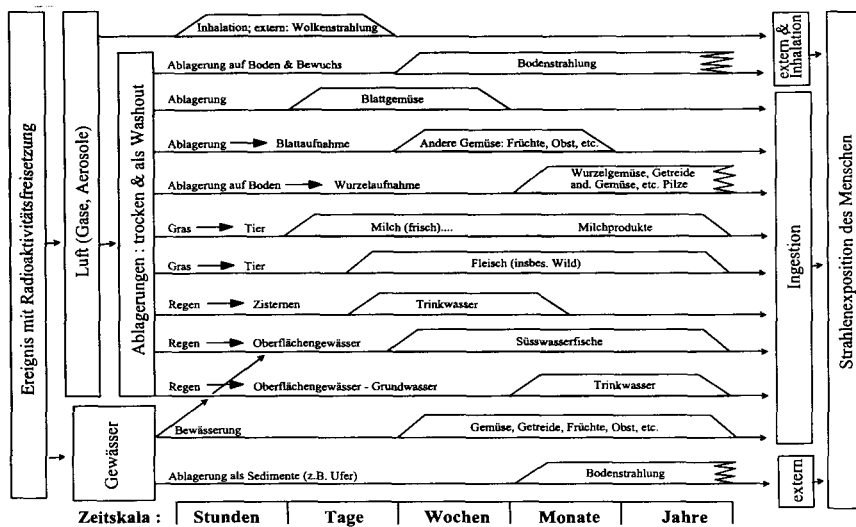 Ereignis mit Radioaktivitätsfreisetzung
Luft (Gase, Aerosole)
Gewässer
Ablagerungen : trocken & als Washout
Inhalation; extern: Wolkenstrahlung
Ablagerung auf Boden & Bewuchs Bodenstrahlung
Ablagerung Blattgemüse
Ablagerung Blattaufnahme Andere Gemüse: Früchte, Obst, etc.
Ablagerung auf Boden Wurzelaufnahme Wurzelgemüse, Getreide
and. Gemüse, etc. Pilze
Gras Tier Milch (frisch).... Milchprodukte
Gras Tier Fleisch (insbes. Wild)
Regen Zisternen Trinkwasser
Regen Oberflächengewässer Süsswasserfische
Regen Oberflächengewässer - Grundwasser Trinkwasser
Bewässerung Gemüse, Getreide, Früchte, Obst, etc.
Ablagerung als Sedimente (z.B. Ufer) Bodenstrahlung
extern &
Inhalation
Ingestion
extern
Strahlenexposition des Menschen
Zeitskala : Stunden Tage Wochen Monate Jahre